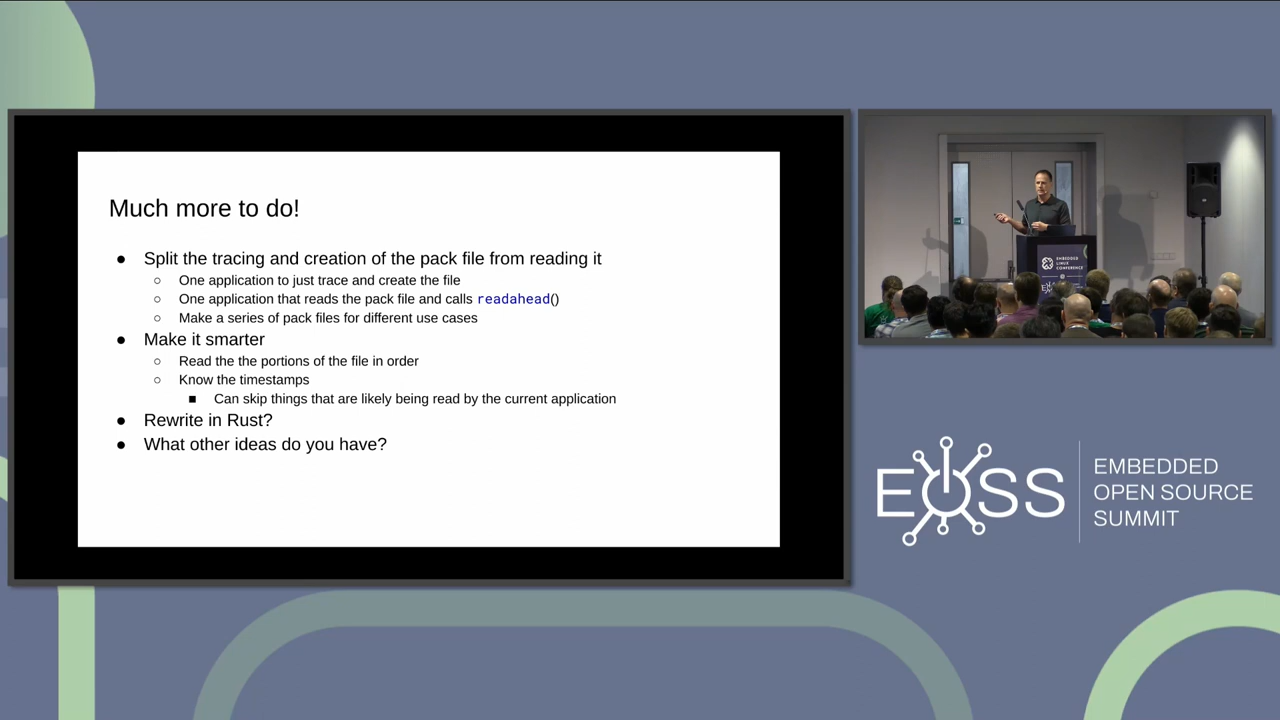 Much more to do!
● Split the tracing and creation of the pack file from reading it
○ One application to just trace and create the file
○ One application that reads the pack file and calls readahead()
○ Make a series of pack files for different use cases
● Make it smarter
○ Read the the portions of the file in order
○ Know the timestamps
■ Can skip things that are likely being read by the current application
● Rewrite in Rust?
● What other ideas do you have?
EMBEDDED
LINUX
CONFERENCE
EOSS
EMBEDDED
OPEN SOURCE
SUMMIT